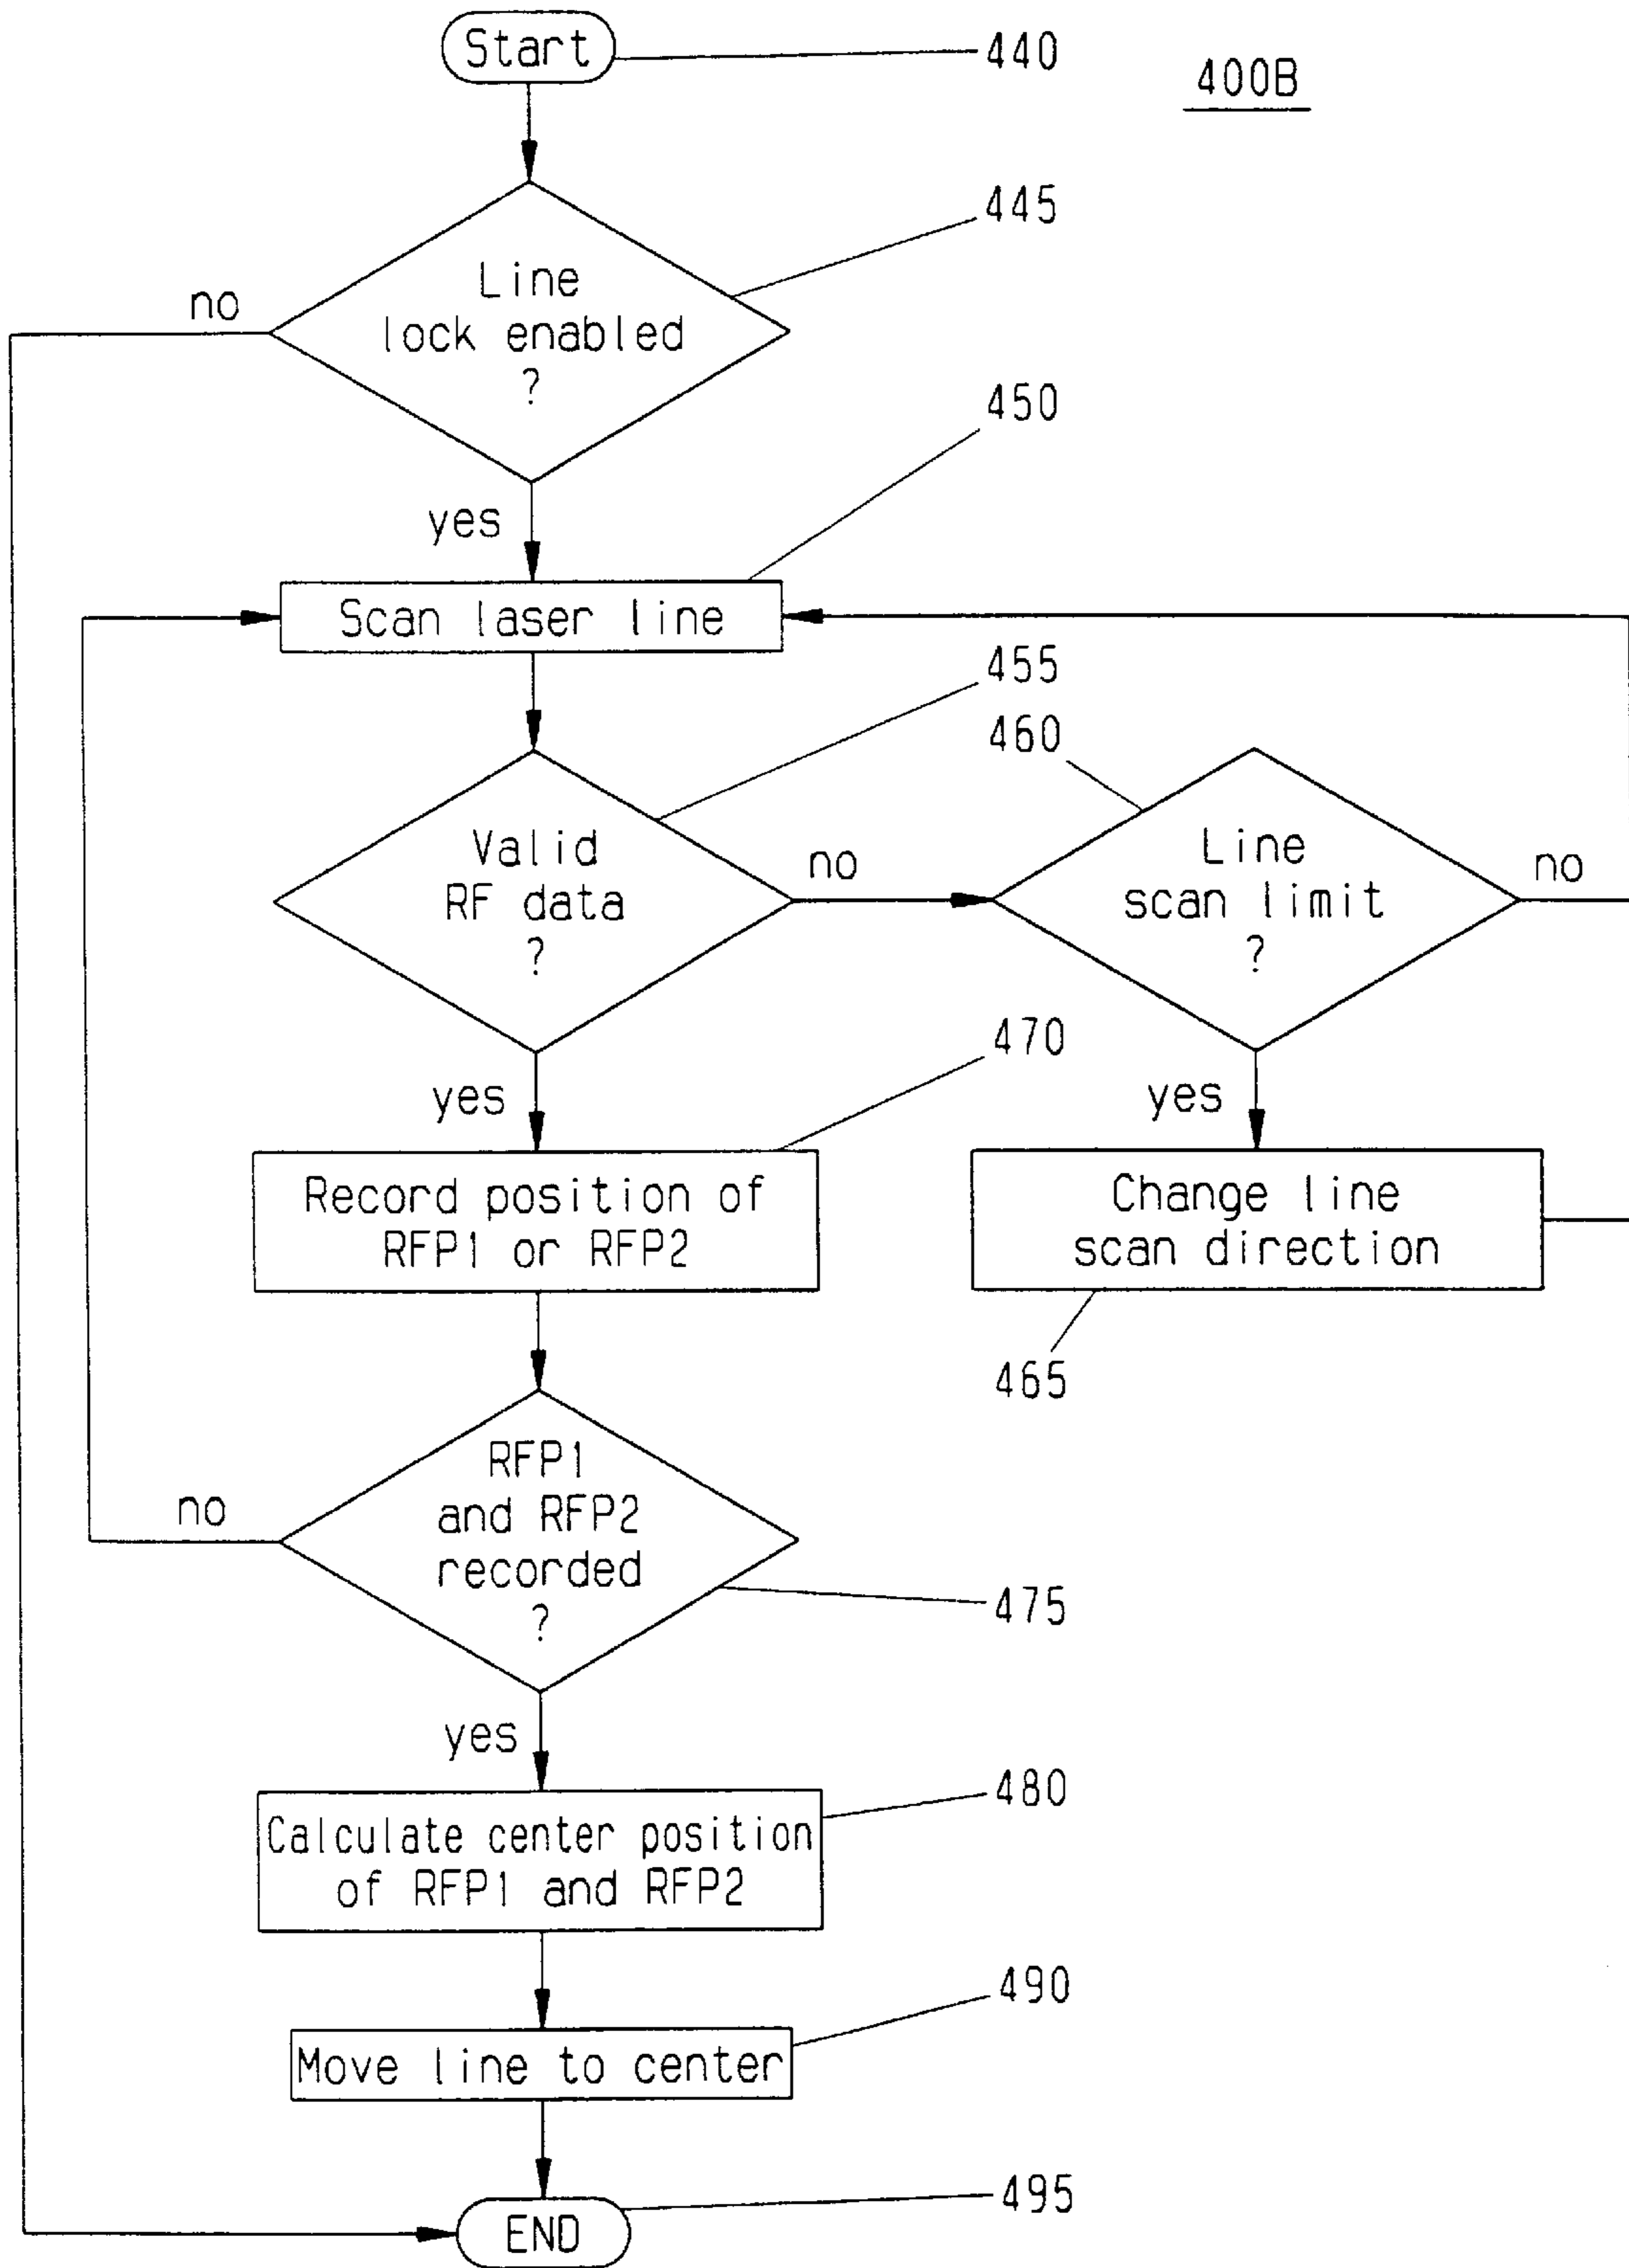 Start
440
400B
445
Line
lock enabled
?
no
450
yes
Scan laser line
455
460
Valid
RF data
?
no
Line
scan limit
?
no
470
yes
yes
Record position of
RFP1 or RFP2
Change line
scan direction
465
RFP1
and RFP2
recorded
?
no
475
yes
480
Calculate center position
of RFP1 and RFP2
490
Move line to center
495
END